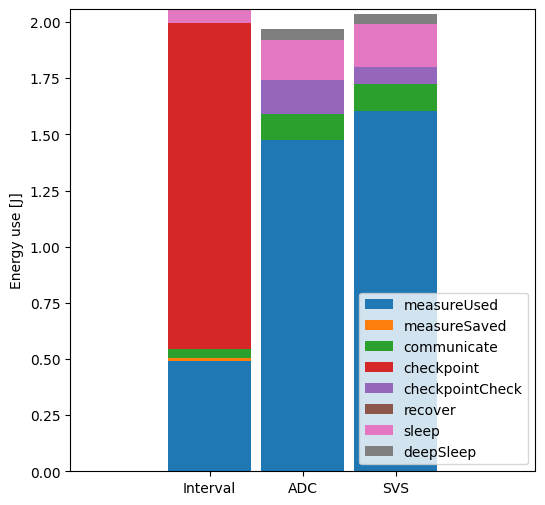 2.00
1.75
1.50
1.25
1.00
0.75
0.50
0.25
0.00
Energy use [J]
Interval
ADC
SVS
measureUsed
measureSaved
communicate
checkpoint
checkpointCheck
recover
sleep
deepSleep